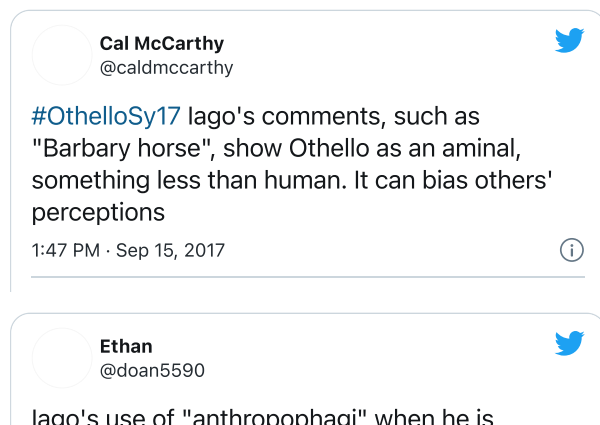 Cal McCarthy
@caldmccarthy
#OthelloSy17 Iago's comments, such as
"Barbary horse", show Othello as an aminal,
something less than human. It can bias others'
perceptions
1:47 PM · Sep 15, 2017
Ethan
@doan5590
Iago's use of "anthropophagi" when he is